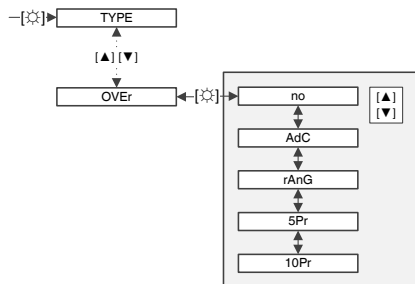 [☼] TYPE
[▲] [▼]
OVEr [☼] no [▲]
[▼]
AdC
rAnG
5Pr
10Pr